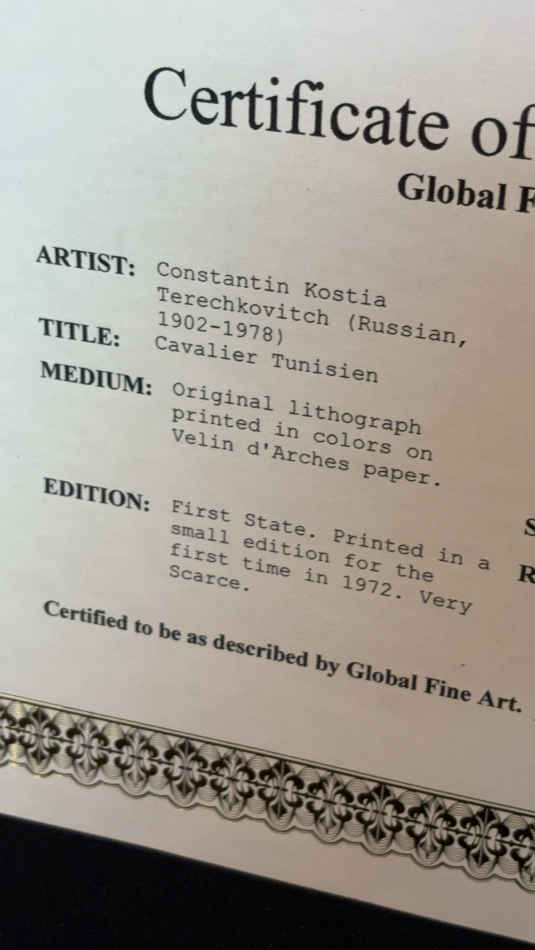 Certificate of
Global F
ARTIST: Constantin Kostia
Terechkovitch (Russian,
1902-1978)
TITLE: Cavalier Tunisien
MEDIUM: Original lithograph
printed in colors on
Velin d'Arches paper.
EDITION: First State. Printed in a
small edition for the
first time in 1972. Very
Scarce.
S
R
Certified to be as described by Global Fine Art.